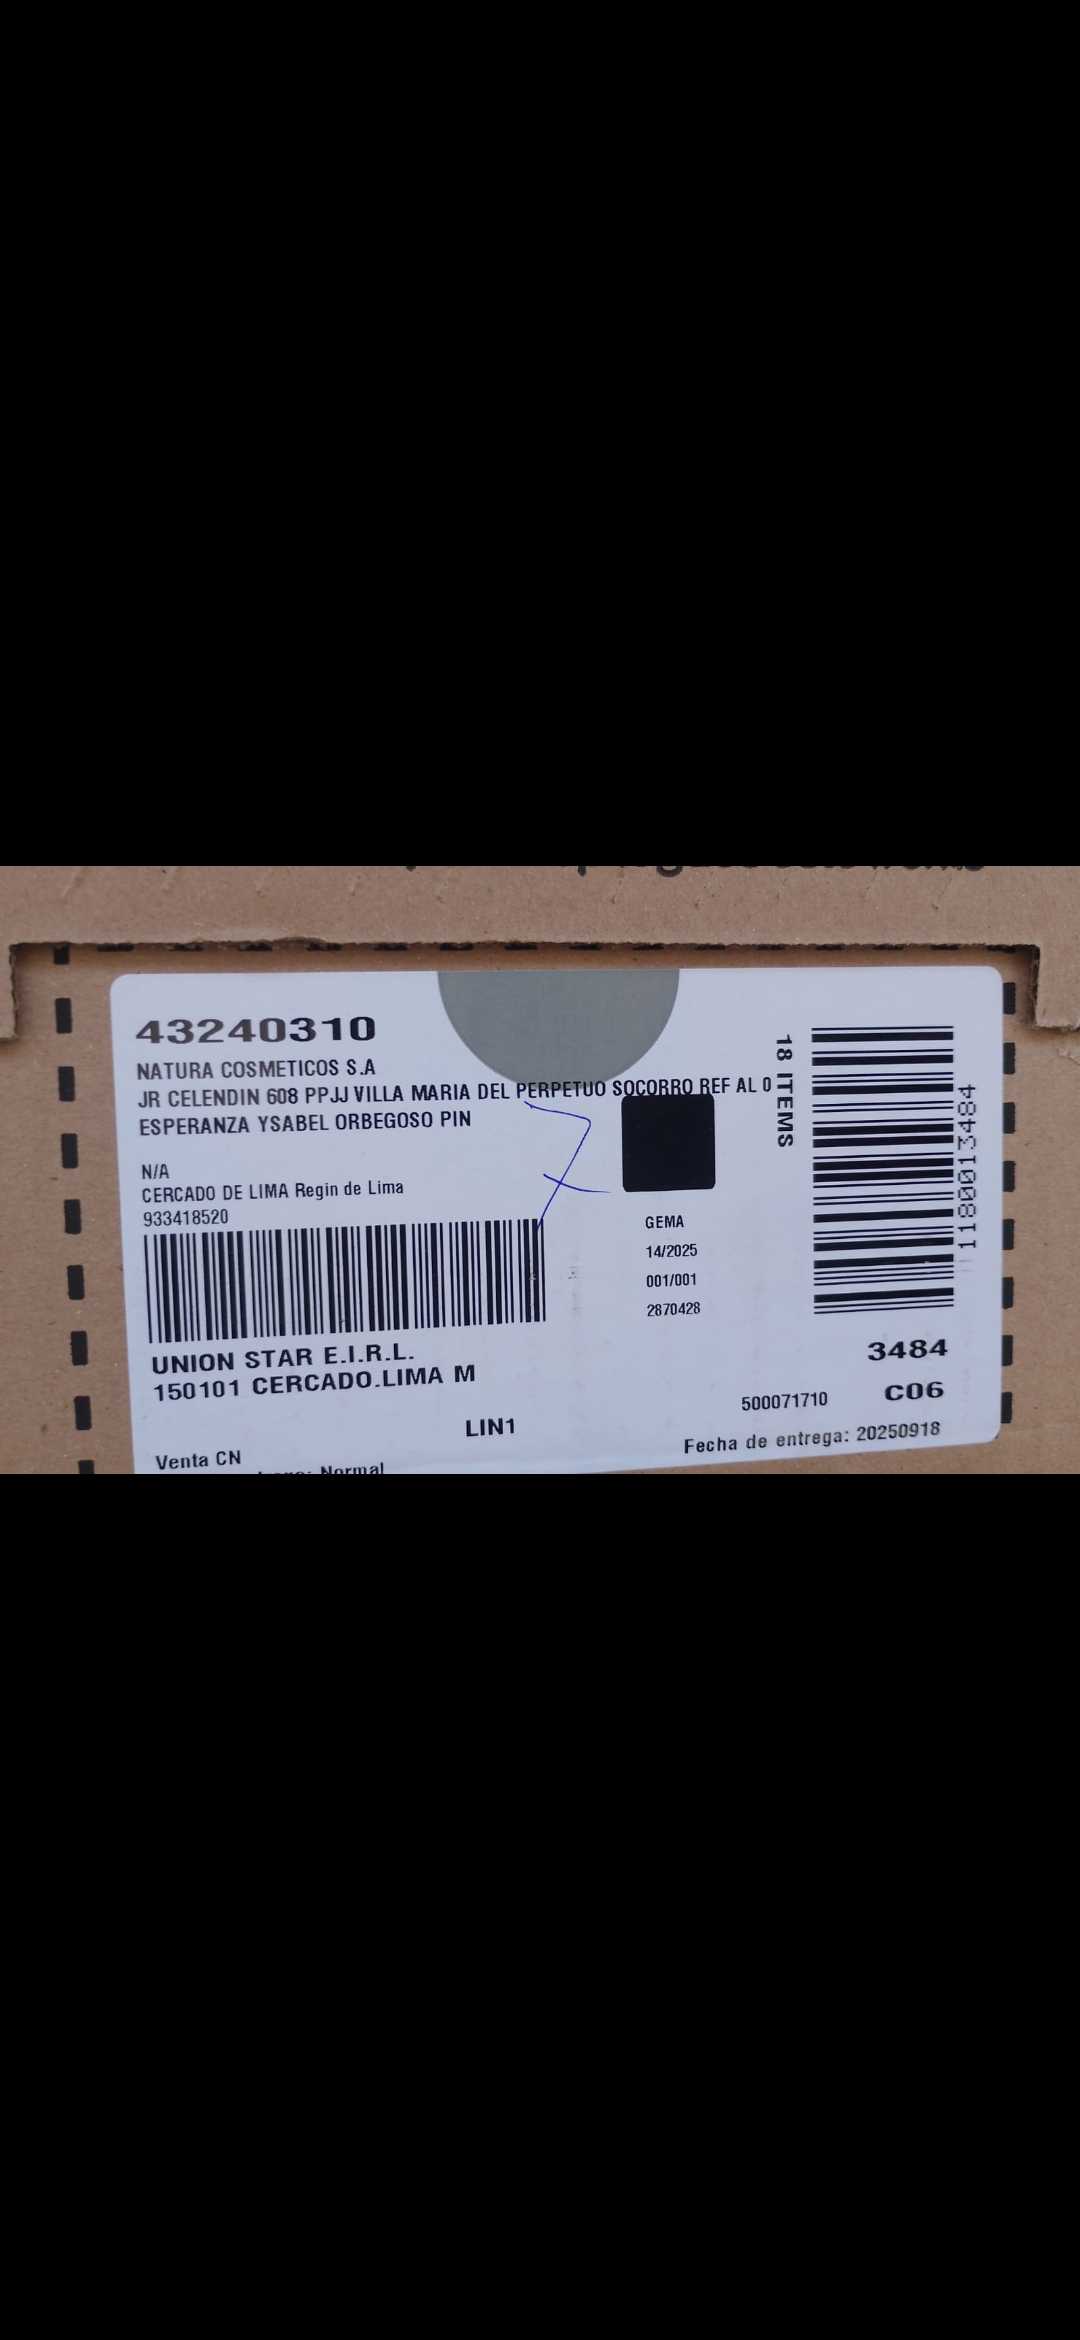 43240310
NATURA COSMETICOS S.A
JR CELENDIN 608 PPJJ VILLA MARIA DEL PERPETUO SOCORRO REF AL 0
ESPERANZA YSABEL ORBEGOSO PIN
N/A
CERCADO DE LIMA Regin de Lima
933418520
18 ITEMS
1180013484
GEMA
14/2025
001/001
2870428
UNION STAR E.I.R.L.
150101 CERCADO.LIMA M
3484
500071710 C06
LIN1
Fecha de entrega: 20250918
Venta CN
Normal